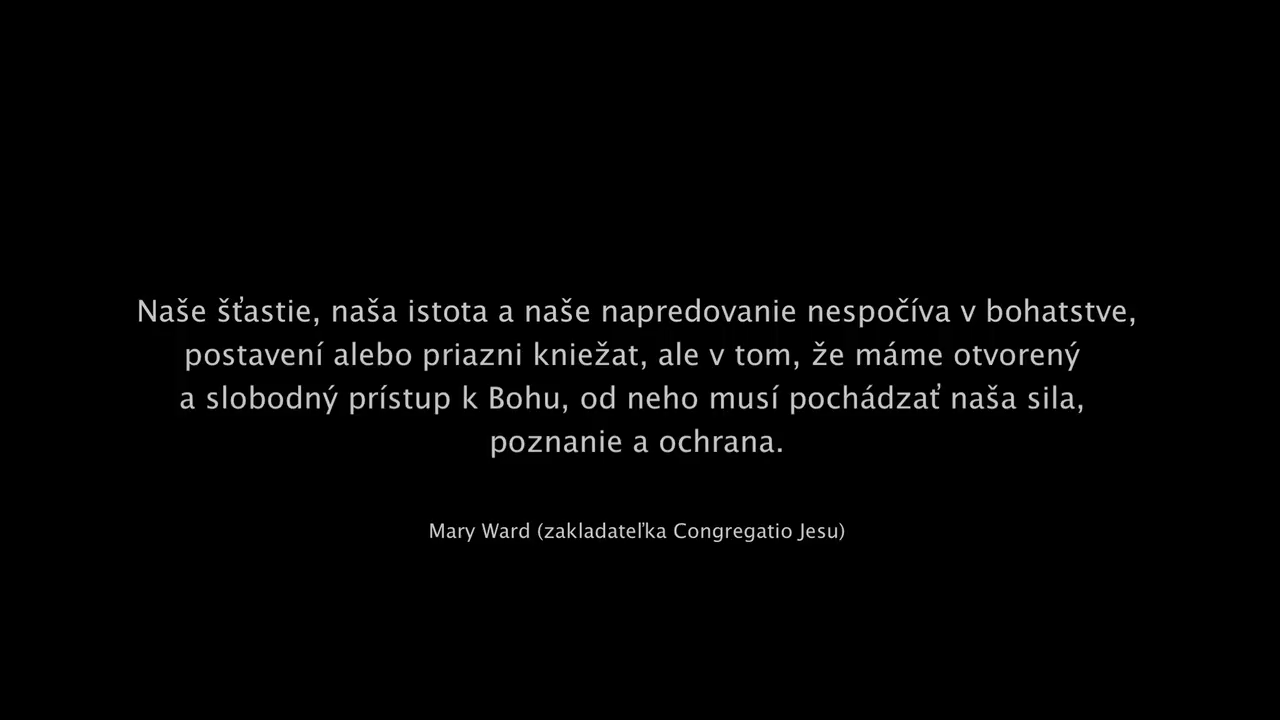 Naše šťastie, naša istota a naše napredovanie nespočíva v bohatstve,
postavení alebo priazni kniežat, ale v tom, že máme otvorený
a slobodný prístup k Bohu, od neho musí pochádzať naša sila,
poznanie a ochrana.
Mary Ward (zakladateľka Congregatio Jesu)